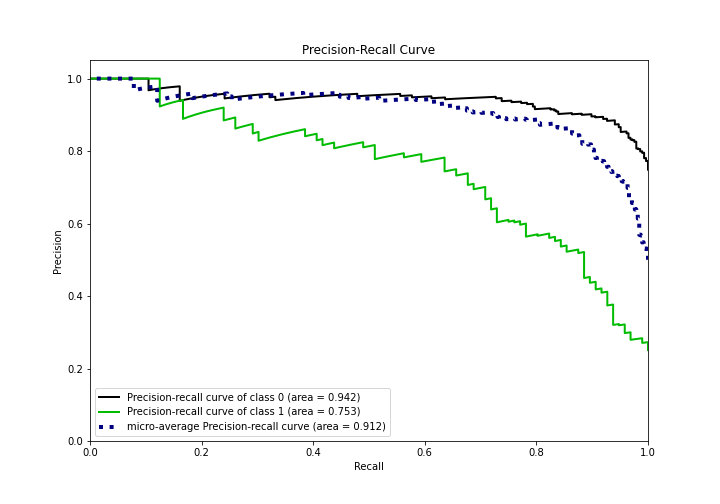 Precision-Recall Curve
1.0
0.8
0.6
0.4
0.2
0.0
Precision
Precision-recall curve of class 0 (area = 0.942)
Precision-recall curve of class 1 (area = 0.753)
micro-average Precision-recall curve (area = 0.912)
0.0 0.2 0.4 0.6 0.8 1.0
Recall